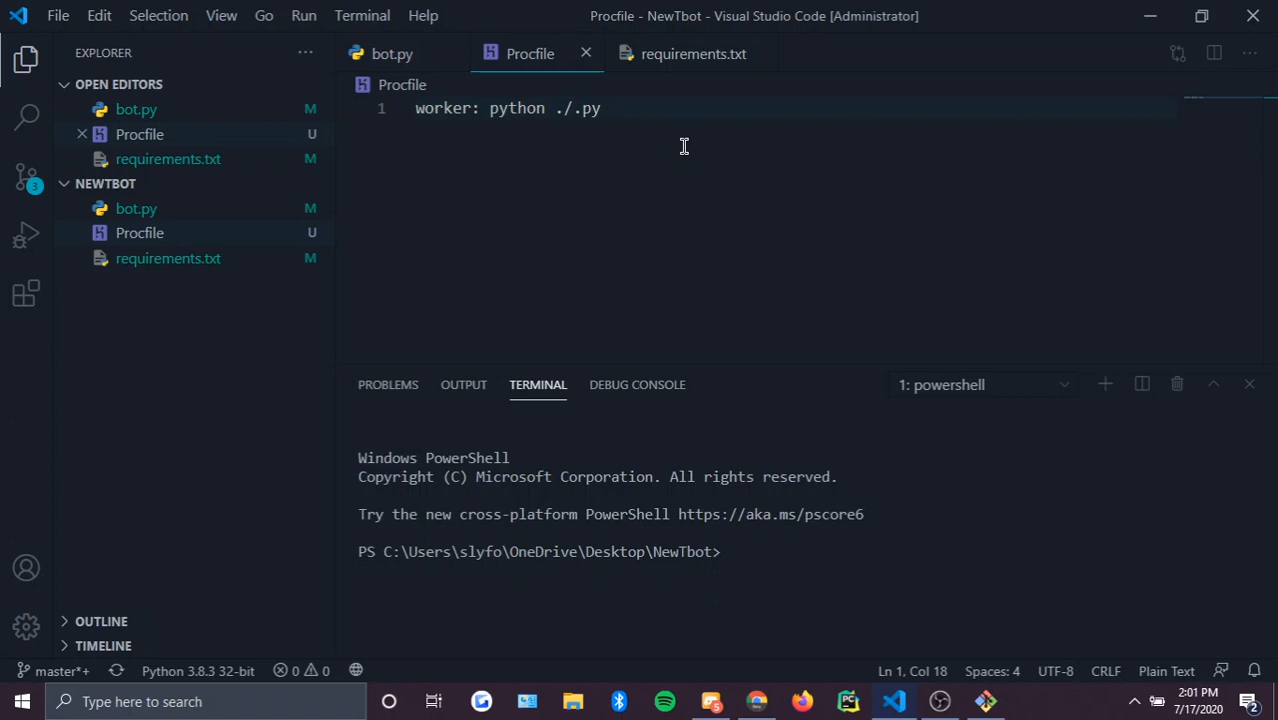 File Edit Selection View Go Run Terminal Help Procfile - NewTbot - Visual Studio Code [Administrator]
EXPLORER ...
bot.py Procfile requirements.txt
OPEN EDITORS
bot.py M
Procfile U
requirements.txt M
NEWTBOT
bot.py M
Procfile U
requirements.txt M
OUTLINE
TIMELINE
3
Procfile
1 worker: python ./.py
PROBLEMS OUTPUT TERMINAL DEBUG CONSOLE 1: powershell
Windows PowerShell
Copyright (C) Microsoft Corporation. All rights reserved.
Try the new cross-platform PowerShell https://aka.ms/pscore6
PS C:\Users\slyfo\OneDrive\Desktop\NewTbot>
master*+ Python 3.8.3 32-bit 0 0 Ln 1, Col 18 Spaces: 4 UTF-8 CRLF Plain Text
Type here to search 5 2:01 PM
7/17/2020 2